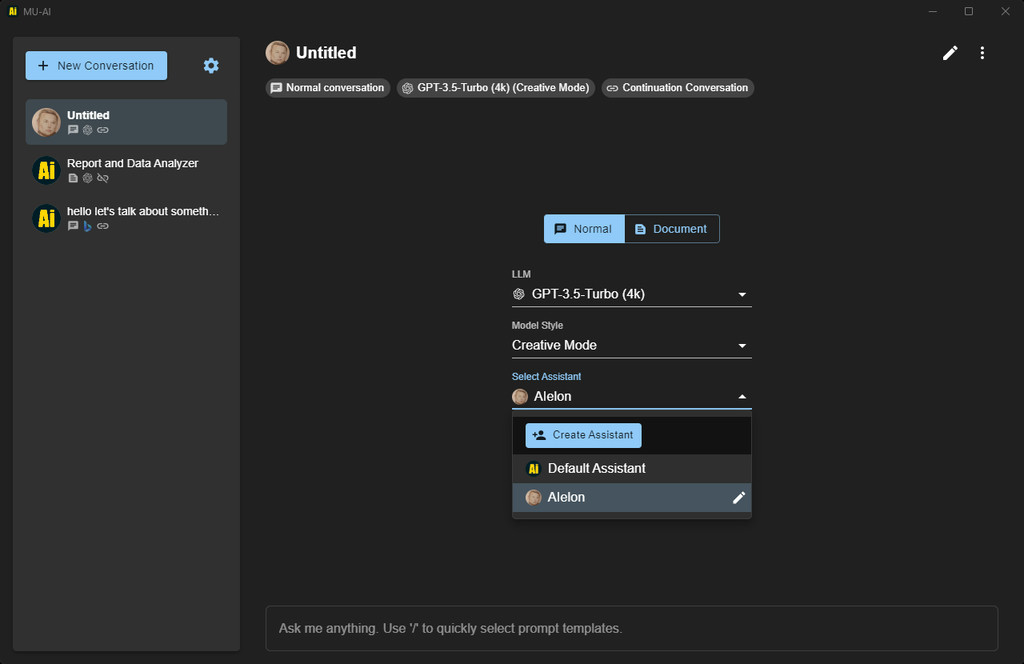 Ai MU-AI
New Conversation
Untitled
Ai Report and Data Analyzer
Ai hello let's talk about someth...
Untitled
Normal conversation
GPT-3.5-Turbo (4k) (Creative Mode)
Continuation Conversation
Normal
Document
LLM
GPT-3.5-Turbo (4k)
Model Style
Creative Mode
Select Assistant
Alelon
Create Assistant
Ai Default Assistant
Alelon
Ask me anything. Use '/' to quickly select prompt templates.